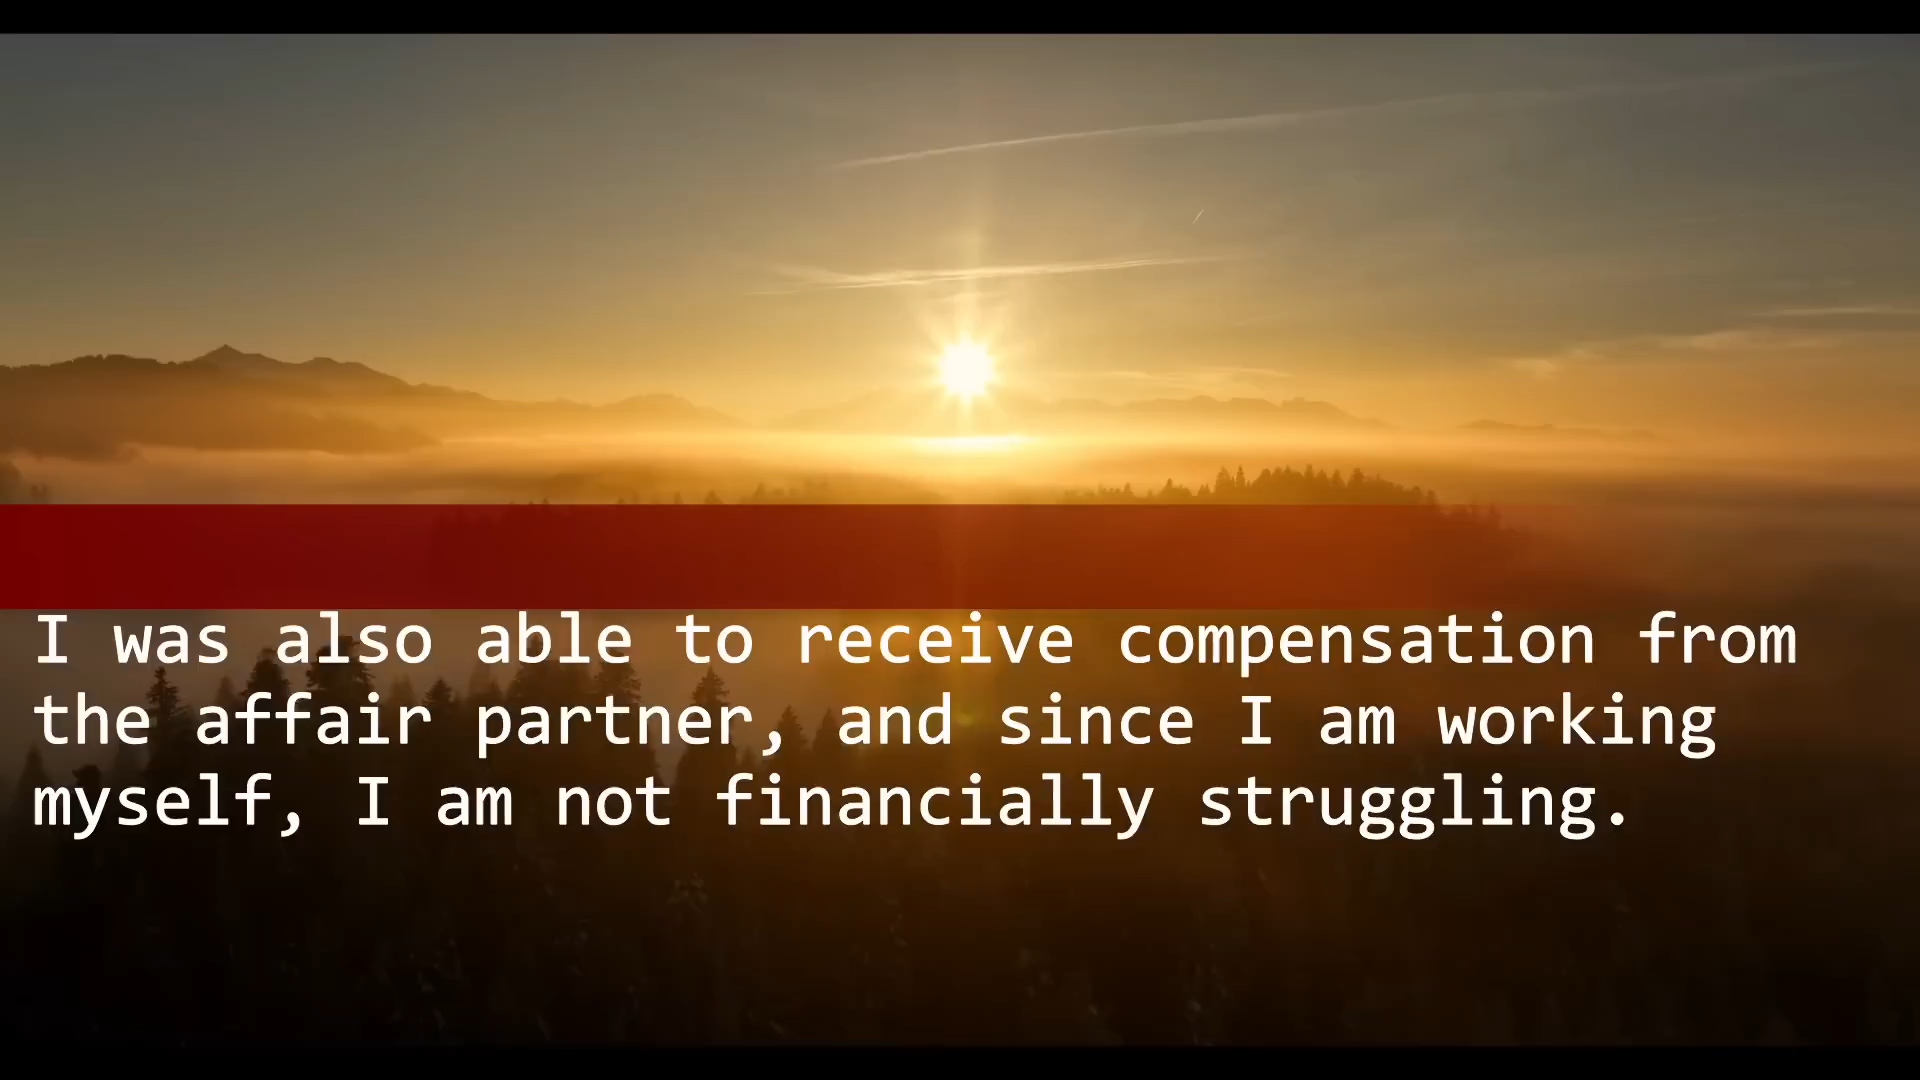 I was also able to receive compensation from
the affair partner, and since I am working
myself, I am not financially struggling.